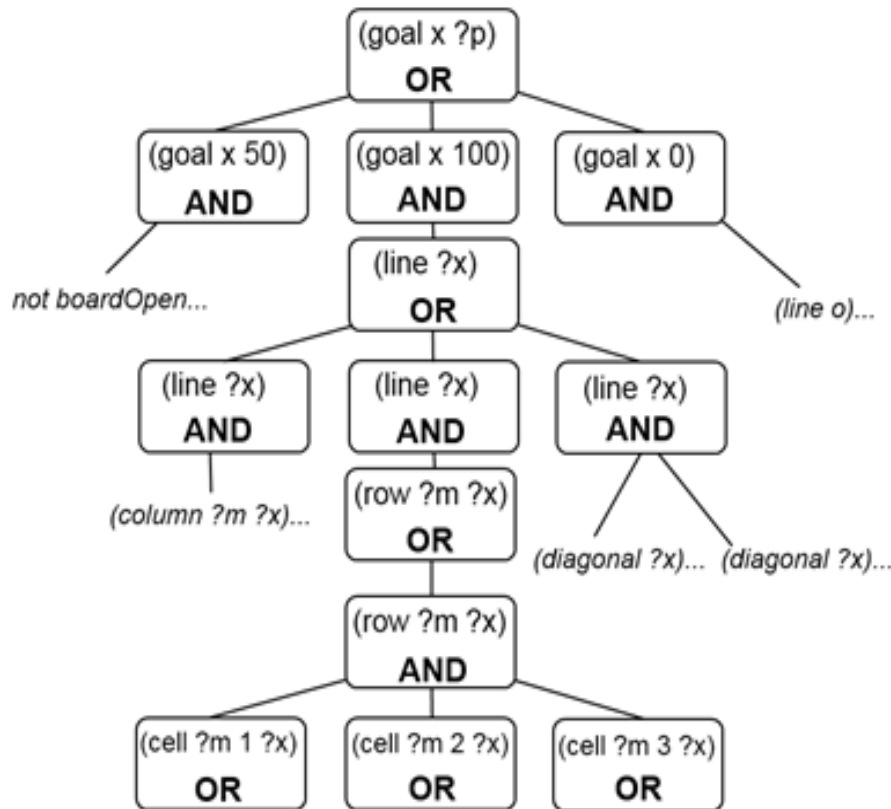 (goal x ?p)
OR
(goal x 50) (goal x 100) (goal x 0)
AND AND AND
(line ?x)
OR
not boardOpen... (line o)...
(line ?x) (line ?x) (line ?x)
AND AND AND
(row ?m ?x)
(column ?m ?x)...
OR
(diagonal ?x)... (diagonal ?x)...
(row ?m ?x)
AND
(cell ?m 1 ?x) (cell ?m 2 ?x) (cell ?m 3 ?x)
OR OR OR